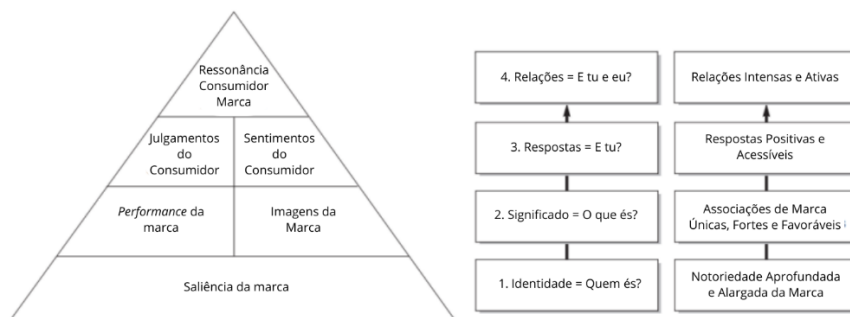 Ressonância
Consumidor
Marca
Julgamentos
do
Consumidor
Sentimentos
do
Consumidor
Performance da
marca
Imagens da
Marca
Saliência da marca
4. Relações = E tu e eu?
3. Respostas = E tu?
2. Significado = O que és?
1. Identidade = Quem és?
Relações Intensas e Ativas
Respostas Positivas e
Acessíveis
Associações de Marca
Únicas, Fortes e Favoráveis
Notoriedade Aprofundada
e Alargada da Marca